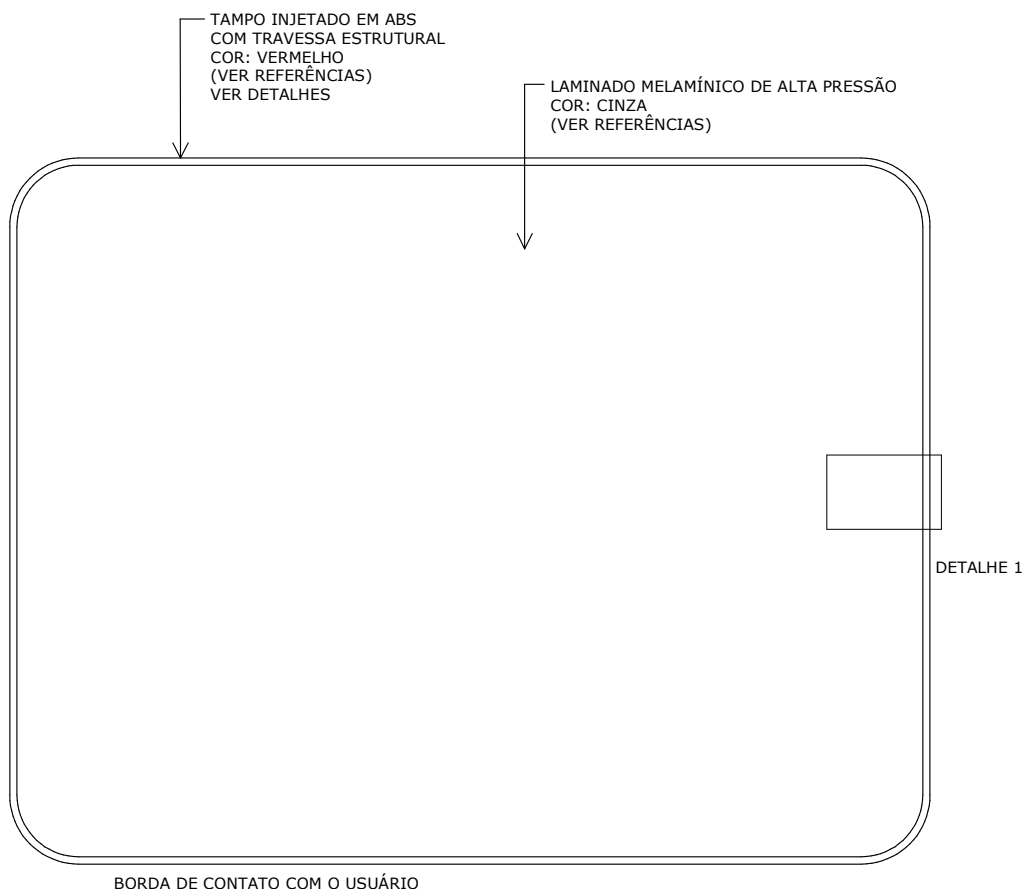 TAMPO INJETADO EM ABS
COM TRAVESSA ESTRUTURAL
COR: VERMELHO
(VER REFERÊNCIAS)
VER DETALHES
LAMINADO MELAMÍNICO DE ALTA PRESSÃO
COR: CINZA
(VER REFERÊNCIAS)
DETALHE 1
BORDA DE CONTATO COM O USUÁRIO